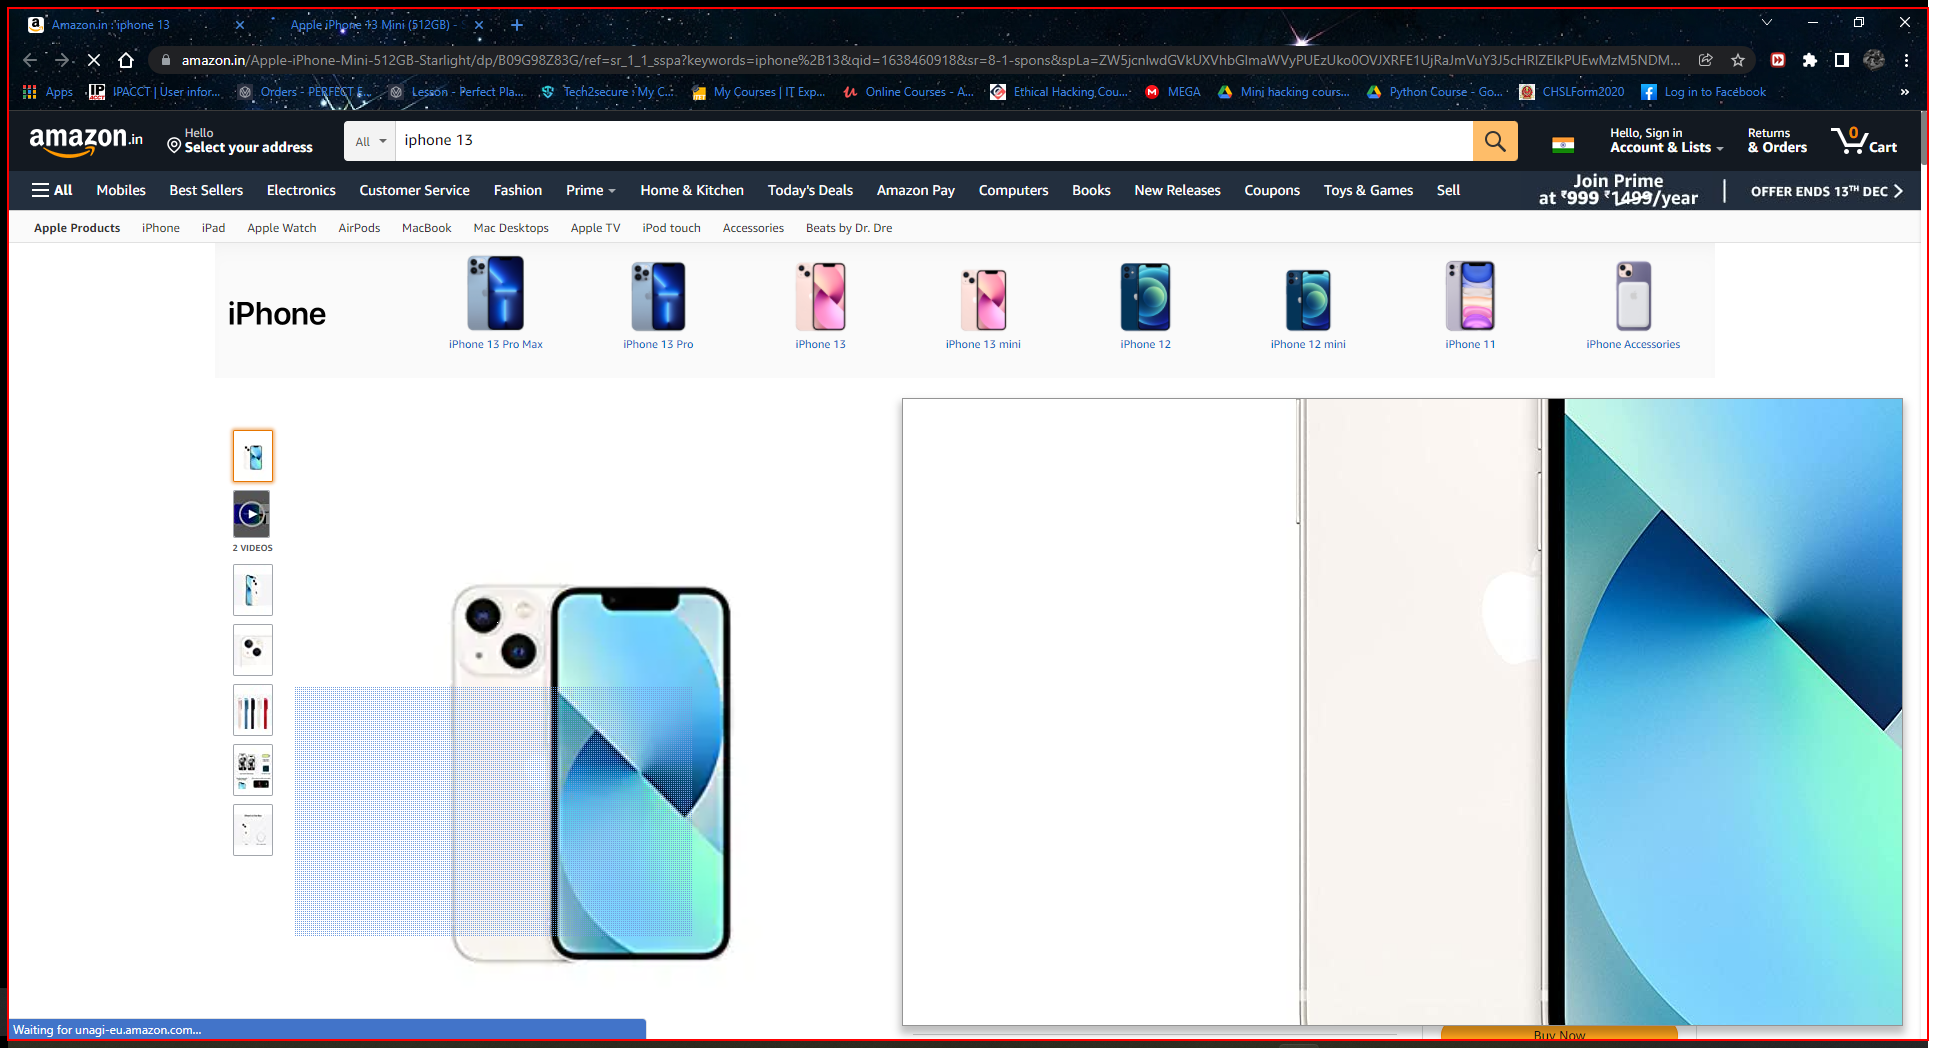 Amazon.in : iphone 13
Apple iPhone 13 Mini (512GB) -
amazon.in/Apple-iPhone-Mini-512GB-Starlight/dp/B09G98Z83G/ref=sr_1_1_sspa?keywords=iphone%2B13&qid=1638460918&sr=8-1-spons&spLa=
Apps
IPACCT | User infor...
Orders - PERFECT E...
Lesson - Perfect Pla...
Tech2secure : My C...
My Courses | IT Exp...
Online Courses - A...
Ethical Hacking Cou...
MEGA
Mini hacking cours...
Python Course - Go...
CHSLForm2020
Log in to Facebook
»
amazon.in
Hello
Select your address
All
iphone 13
Hello, Sign in
Account & Lists
Returns
& Orders
0
Cart
All
Mobiles
Best Sellers
Electronics
Customer Service
Fashion
Prime
Home & Kitchen
Today's Deals
Amazon Pay
Computers
Books
New Releases
Coupons
Toys & Games
Sell
Join Prime
at ₹999 ₹1499/year
OFFER ENDS 13TH DEC
Apple Products
iPhone
iPad
Apple Watch
AirPods
MacBook
Mac Desktops
Apple TV
iPod touch
Accessories
Beats by Dr. Dre
iPhone
iPhone 13 Pro Max
iPhone 13 Pro
iPhone 13
iPhone 13 mini
iPhone 12
iPhone 12 mini
iPhone 11
iPhone Accessories
2 VIDEOS
Buy Now
Waiting for unagi-eu.amazon.com...